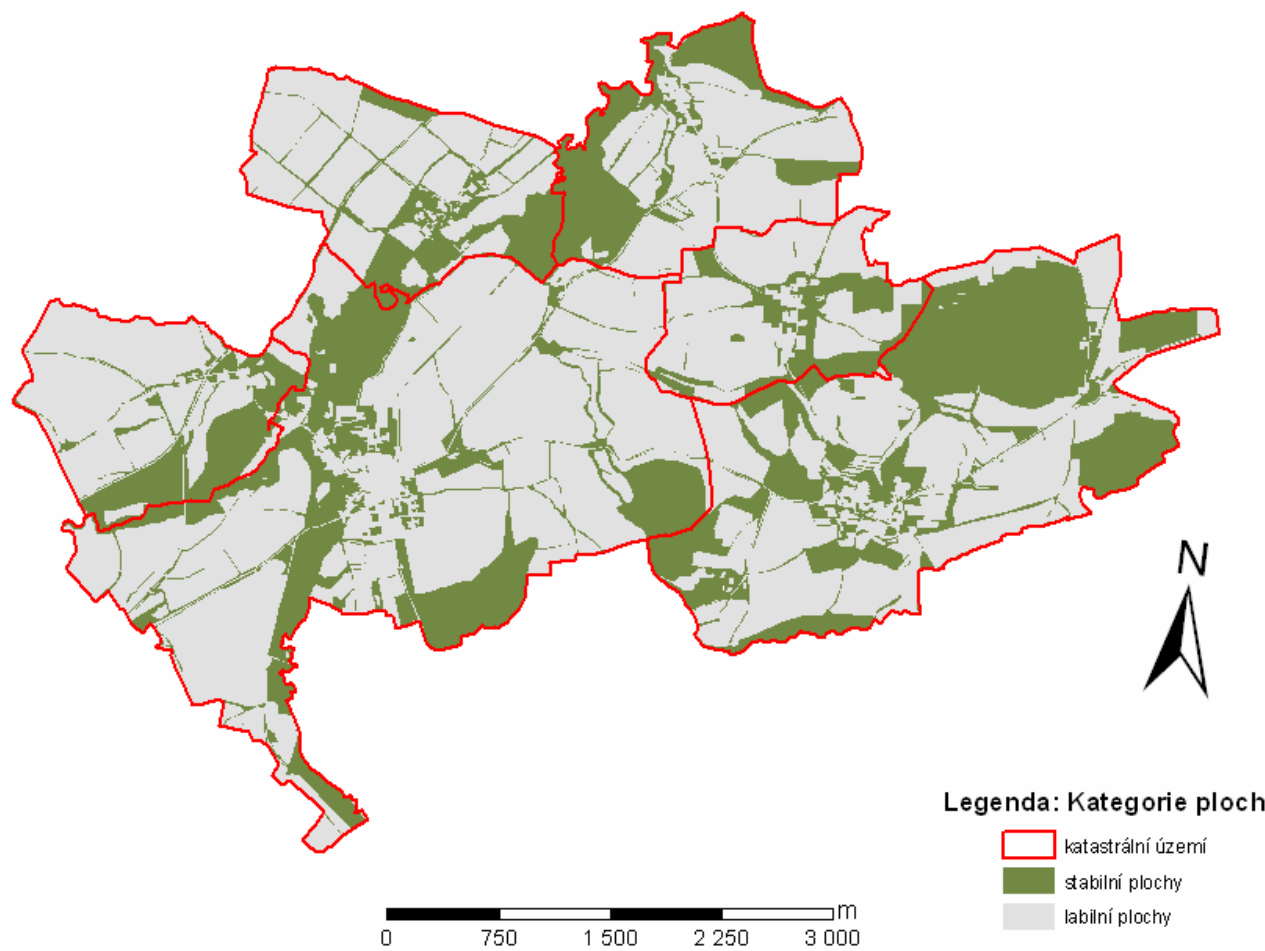 N
Legenda: Kategorie ploch
katastrální území
stabilní plochy
labilní plochy
m
0 750 1 500 2 250 3 000